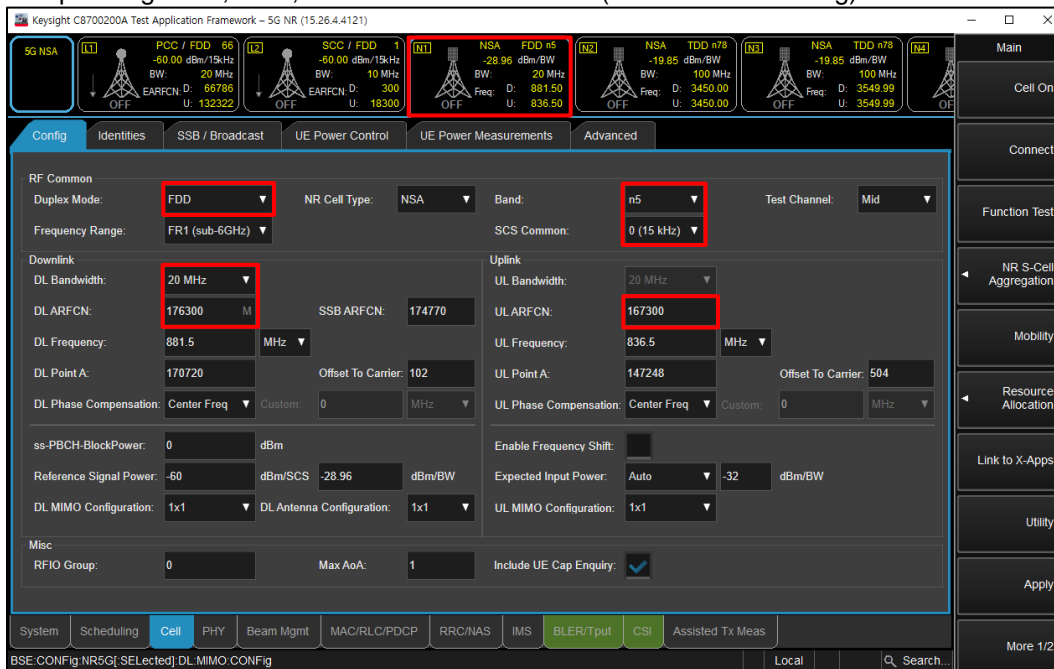 Keysight C8700200A Test Application Framework – 5G NR (15.26.4.4121)
5G NSA
L1 PCC / FDD 66
-60.00 dBm/15kHz
BW: 20 MHz
EARFCN: D: 66786
U: 132322
OFF
L2 SCC / FDD 1
-60.00 dBm/15kHz
BW: 10 MHz
EARFCN: D: 300
U: 18300
OFF
N1 NSA FDD n5
-28.96 dBm/BW
BW: 20 MHz
Freq: D: 881.50
U: 836.50
OFF
N2 NSA TDD n78
-19.85 dBm/BW
BW: 100 MHz
Freq: D: 3450.00
U: 3450.00
OFF
N3 NSA TDD n78
-19.85 dBm/BW
BW: 100 MHz
Freq: D: 3549.99
U: 3549.99
OFF
N4
Main
Cell On
Connect
Function Test
NR S-Cell
Aggregation
Mobility
Resource
Allocation
Link to X-Apps
Utility
Apply
More 1/2
Config Identities SSB / Broadcast UE Power Control UE Power Measurements Advanced
RF Common
Duplex Mode: FDD NR Cell Type: NSA Band: n5 Test Channel: Mid
Frequency Range: FR1 (sub-6GHz) SCS Common: 0 (15 kHz)
Downlink Uplink
DL Bandwidth: 20 MHz UL Bandwidth: 20 MHz
DL ARFCN: 176300 M SSB ARFCN: 174770 UL ARFCN: 167300
DL Frequency: 881.5 MHz UL Frequency: 836.5 MHz
DL Point A: 170720 Offset To Carrier: 102 UL Point A: 147248 Offset To Carrier: 504
DL Phase Compensation: Center Freq Custom: 0 MHz UL Phase Compensation: Center Freq Custom: 0 MHz
ss-PBCH-BlockPower: 0 dBm Enable Frequency Shift:
Reference Signal Power: -60 dBm/SCS -28.96 dBm/BW Expected Input Power: Auto -32 dBm/BW
DL MIMO Configuration: 1x1 DL Antenna Configuration: 1x1 UL MIMO Configuration: 1x1
Misc
RFIO Group: 0 Max AoA: 1 Include UE Cap Enquiry:
System Scheduling Cell PHY Beam Mgmt MAC/RLC/PDCP RRC/NAS IMS BLER/Tput CSI Assisted Tx Meas
BSE:CONFig:NR5G[:SELected]:DL:MIMO:CONFig Local Search...